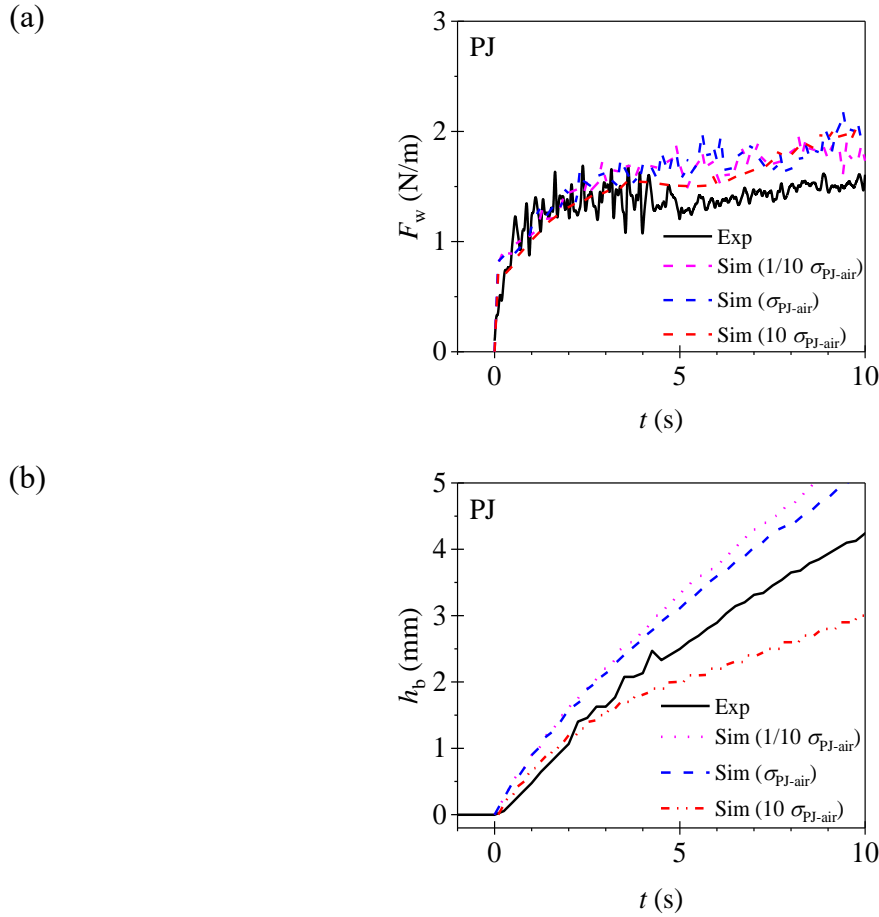 (a)
PJ
3
2
1
0
F_w (N/m)
Exp
Sim (1/10 σ_PJ-air)
Sim (σ_PJ-air)
Sim (10 σ_PJ-air)
0 5 10
t (s)
(b)
PJ
5
4
3
2
1
0
h_b (mm)
Exp
Sim (1/10 σ_PJ-air)
Sim (σ_PJ-air)
Sim (10 σ_PJ-air)
0 5 10
t (s)